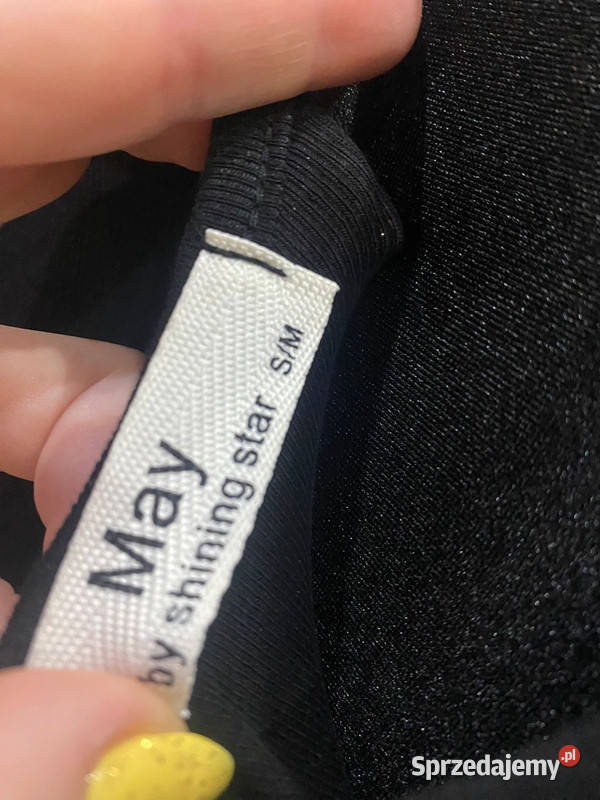 May
by shining star
S/M
Sprzedajemy.pl